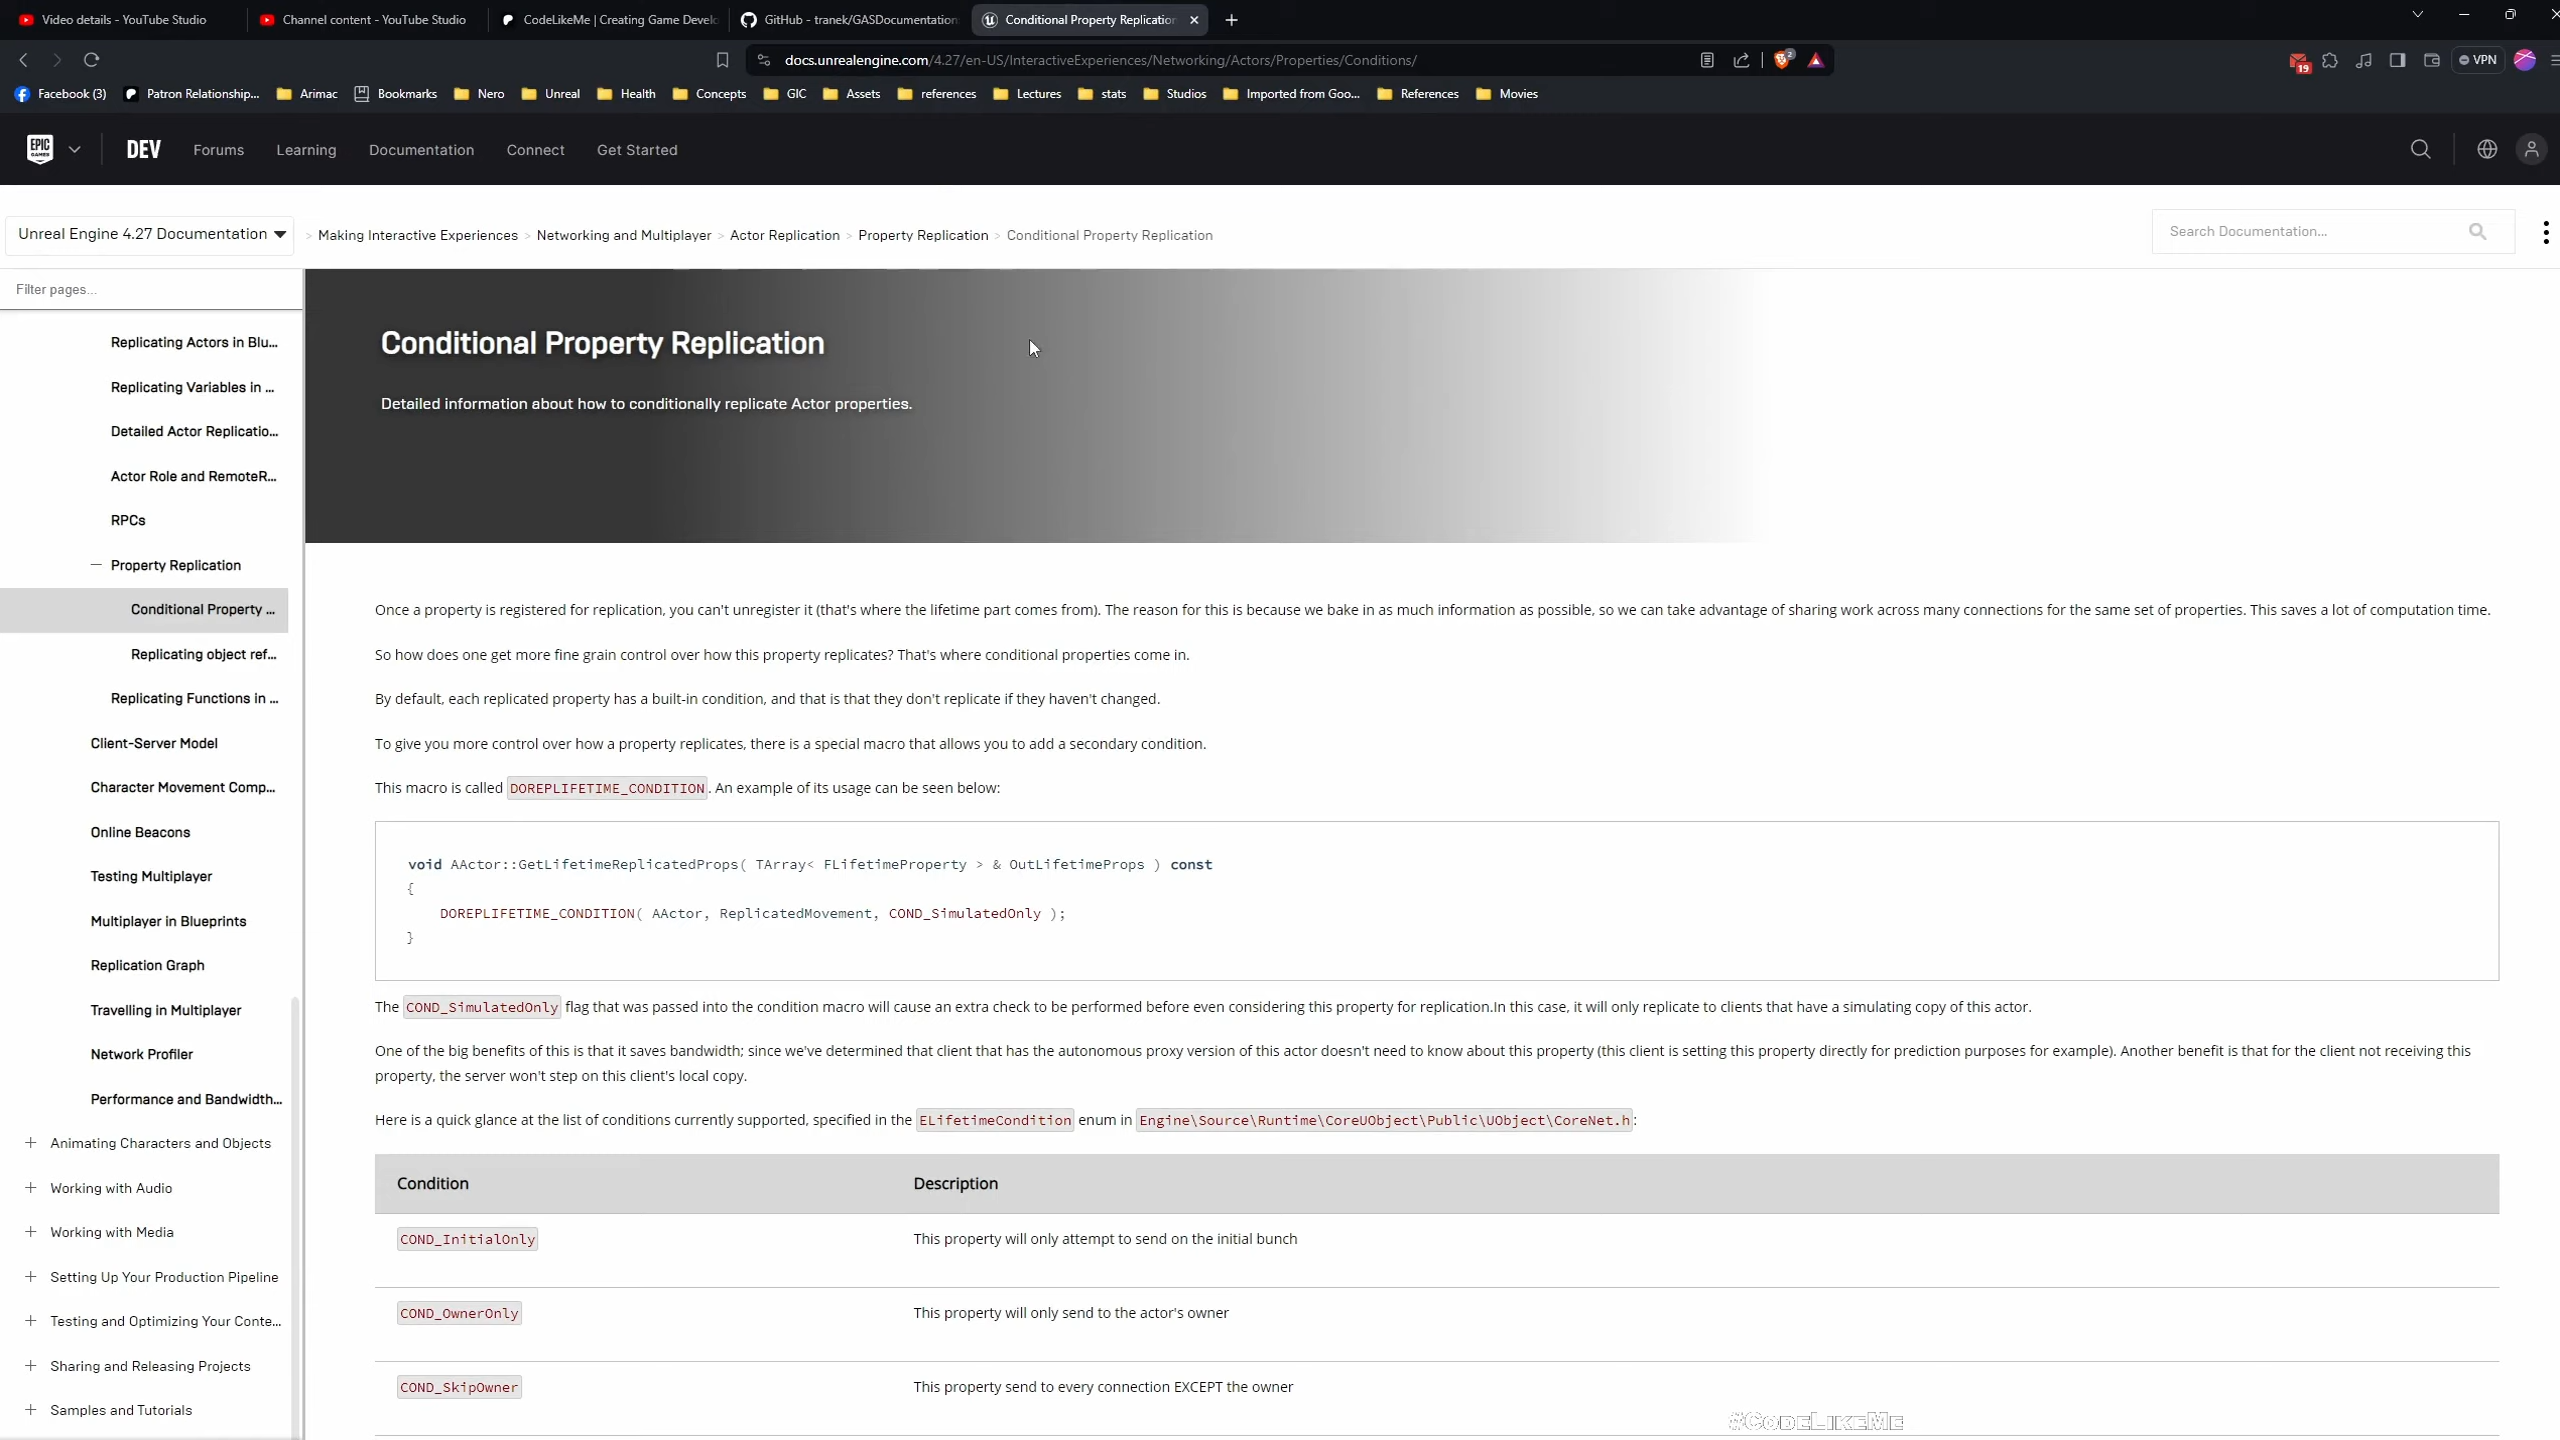 Video details - YouTube Studio
Channel content - YouTube Studio
CodeLikeMe | Creating Game Develo
GitHub - tranek/GASDocumentation
Conditional Property Replication
docs.unrealengine.com/4.27/en-US/InteractiveExperiences/Networking/Actors/Properties/Conditions/
2
19
VPN
Facebook (3)
Patron Relationship...
Arimac
Bookmarks
Nero
Unreal
Health
Concepts
GIC
Assets
references
Lectures
stats
Studios
Imported from Goo...
References
Movies
EPIC GAMES
DEV
Forums
Learning
Documentation
Connect
Get Started
Unreal Engine 4.27 Documentation
> Making Interactive Experiences > Networking and Multiplayer > Actor Replication > Property Replication > Conditional Property Replication
Search Documentation...
Filter pages...
Replicating Actors in Blu...
Replicating Variables in ...
Detailed Actor Replicatio...
Actor Role and RemoteR...
RPCs
Property Replication
Conditional Property ...
Replicating object ref...
Replicating Functions in ...
Client-Server Model
Character Movement Comp...
Online Beacons
Testing Multiplayer
Multiplayer in Blueprints
Replication Graph
Travelling in Multiplayer
Network Profiler
Performance and Bandwidth...
Animating Characters and Objects
Working with Audio
Working with Media
Setting Up Your Production Pipeline
Testing and Optimizing Your Conte...
Sharing and Releasing Projects
Samples and Tutorials
Conditional Property Replication
Detailed information about how to conditionally replicate Actor properties.
Once a property is registered for replication, you can't unregister it (that's where the lifetime part comes from). The reason for this is because we bake in as much information as possible, so we can take advantage of sharing work across many connections for the same set of properties. This saves a lot of computation time.
So how does one get more fine grain control over how this property replicates? That's where conditional properties come in.
By default, each replicated property has a built-in condition, and that is that they don't replicate if they haven't changed.
To give you more control over how a property replicates, there is a special macro that allows you to add a secondary condition.
This macro is called DOREPLIFETIME_CONDITION. An example of its usage can be seen below:
void AActor::GetLifetimeReplicatedProps( TArray< FLifetimeProperty > & OutLifetimeProps ) const
{
DOREPLIFETIME_CONDITION( AActor, ReplicatedMovement, COND_SimulatedOnly );
}
The COND_SimulatedOnly flag that was passed into the condition macro will cause an extra check to be performed before even considering this property for replication.In this case, it will only replicate to clients that have a simulating copy of this actor.
One of the big benefits of this is that it saves bandwidth; since we've determined that client that has the autonomous proxy version of this actor doesn't need to know about this property (this client is setting this property directly for prediction purposes for example). Another benefit is that for the client not receiving this
property, the server won't step on this client's local copy.
Here is a quick glance at the list of conditions currently supported, specified in the ELifetimeCondition enum in Engine\Source\Runtime\CoreUObject\Public\UObject\CoreNet.h:
Condition Description
COND_InitialOnly This property will only attempt to send on the initial bunch
COND_OwnerOnly This property will only send to the actor's owner
COND_SkipOwner This property send to every connection EXCEPT the owner
#CodeLikeMe